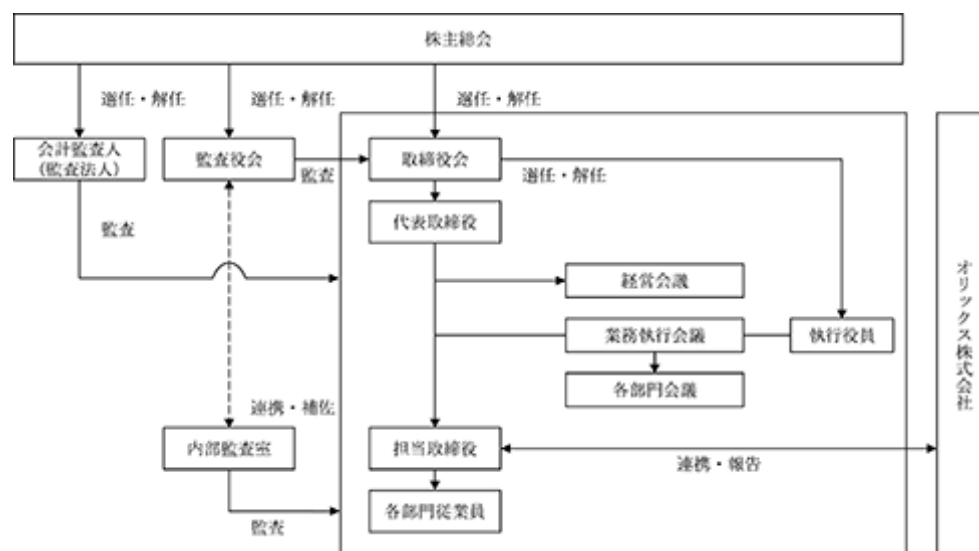 株主総会
選任・解任
選任・解任
選任・解任
会計監査人
(監査法人)
監査役会
監査
取締役会
選任・解任
代表取締役
監査
経営会議
業務執行会議
執行役員
各部門会議
連携・補佐
内部監査室
担当取締役
連携・報告
各部門従業員
監査
オリックス株式会社